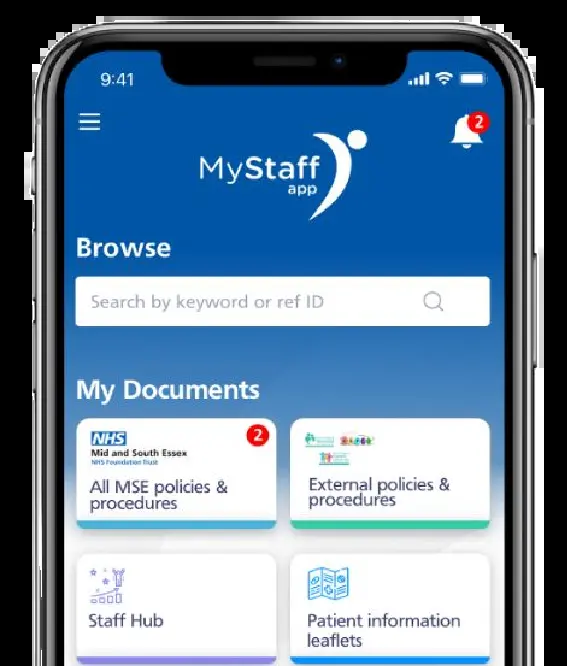 9:41
2
MyStaff
app
Browse
Search by keyword or ref ID
My Documents
NHS
2
Mid and South Essex
NHS Foundation Trust
All MSE policies &
procedures
External policies &
procedures
Staff Hub
Patient information
leaflets